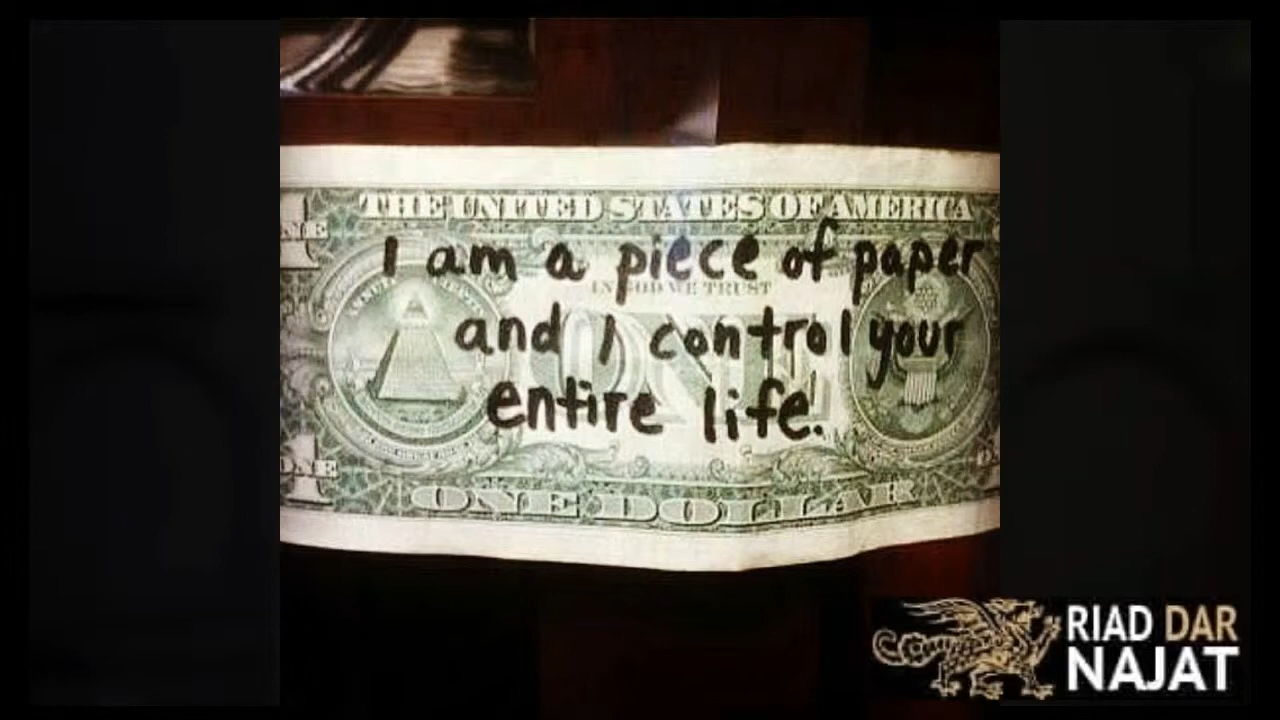 THE UNITED STATES OF AMERICA
I am a piece of paper
IN GOD WE TRUST
and I control your
entire life.
ONE
ONE DOLLAR
RIAD DAR
NAJAT